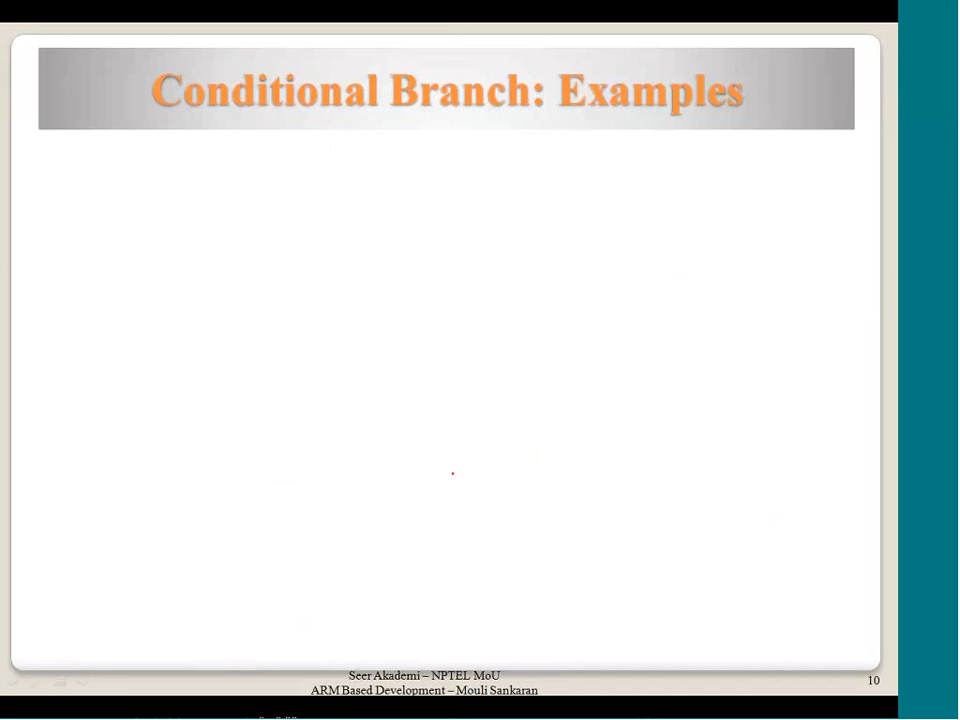 Conditional Branch: Examples
Seer Akademi – NPTEL MoU
ARM Based Development – Mouli Sankaran
10